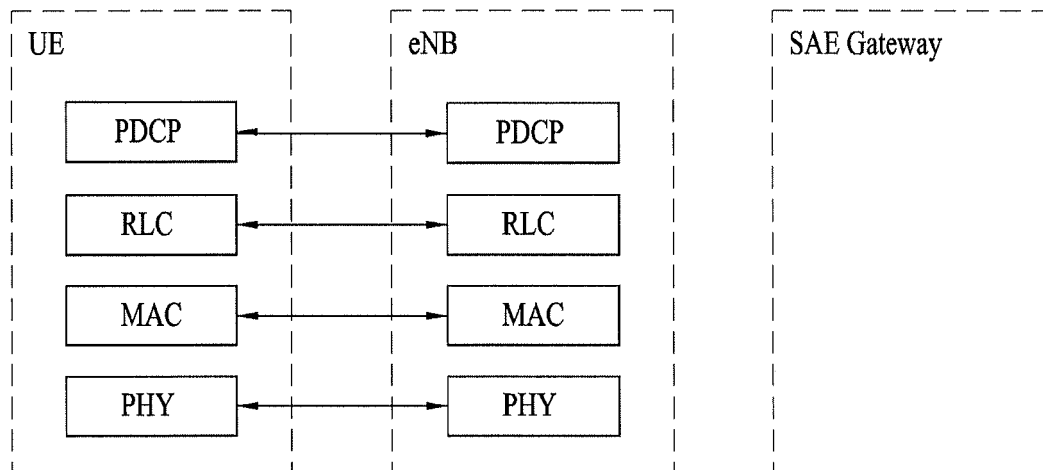 UE
eNB
SAE Gateway
PDCP
PDCP
RLC
RLC
MAC
MAC
PHY
PHY